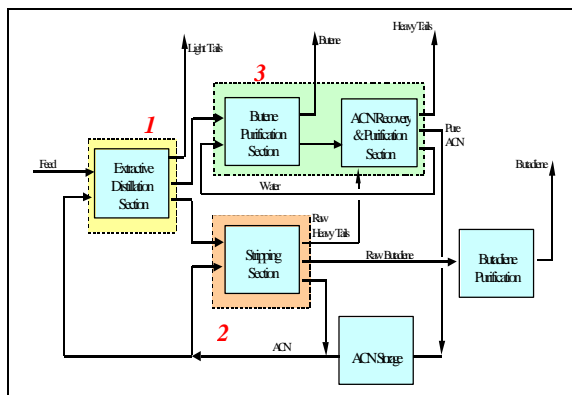 Light Tails
Butene
Heavy Tails
3
1
Butene
Purification
Section
ACN Recovery
& Purification
Section
Pure
ACN
Feed
Extractive
Distillation
Section
Water
Butadiene
Raw
Heavy Tails
Stripping
Section
Raw Butadiene
Butadiene
Purification
2
ACN
ACN Storage